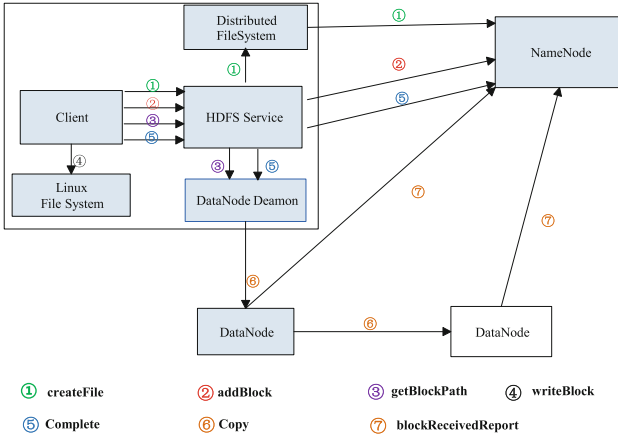 Distributed
FileSystem
①
NameNode
①
②
①
②
③
⑤
Client
HDFS Service
⑤
④
③
⑤
Linux
File System
DataNode Deamon
⑦
⑦
⑥
DataNode
⑥
DataNode
① createFile
② addBlock
③ getBlockPath
④ writeBlock
⑤ Complete
⑥ Copy
⑦ blockReceivedReport